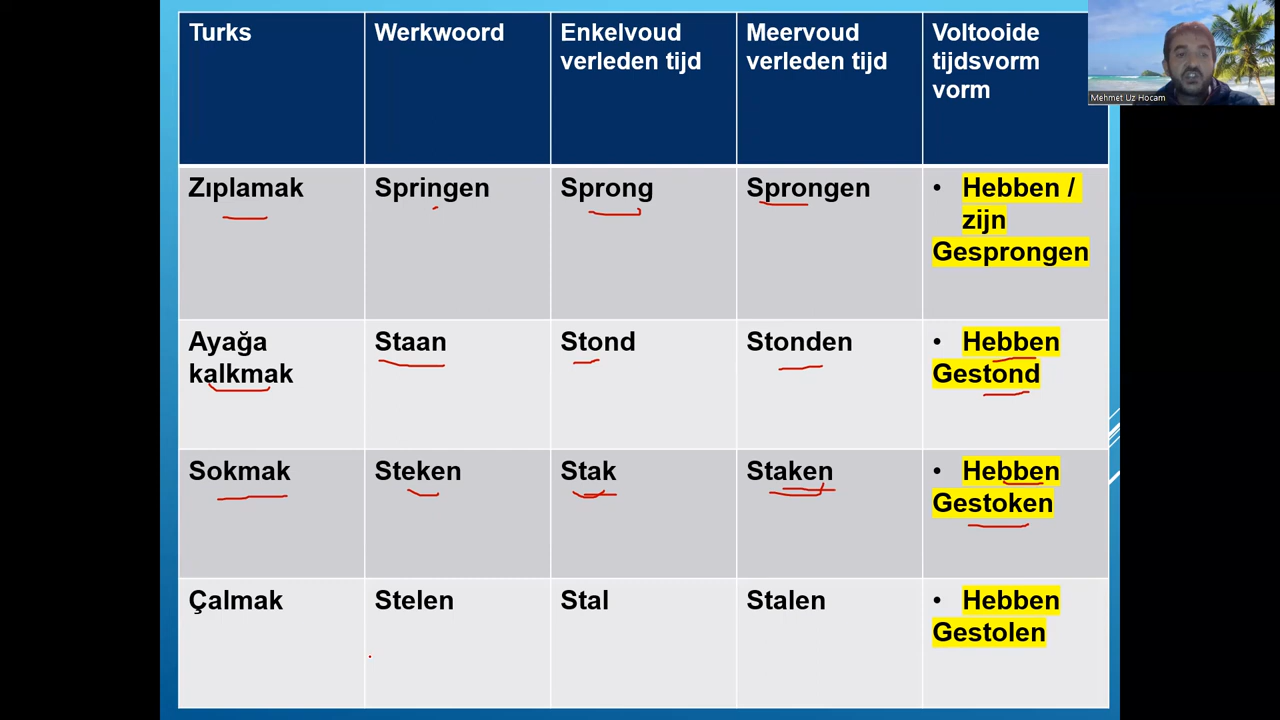 Turks
Werkwoord
Enkelvoud
verleden tijd
Meervoud
verleden tijd
Voltooide
tijdsvorm
vorm
Zıplamak
Springen
Sprong
Sprongen
• Hebben /
zijn
Gesprongen
Ayağa
kalkmak
Staan
Stond
Stonden
• Hebben
Gestond
Sokmak
Steken
Stak
Staken
• Hebben
Gestoken
Çalmak
Stelen
Stal
Stalen
• Hebben
Gestolen
Mehmet Uz Hocam